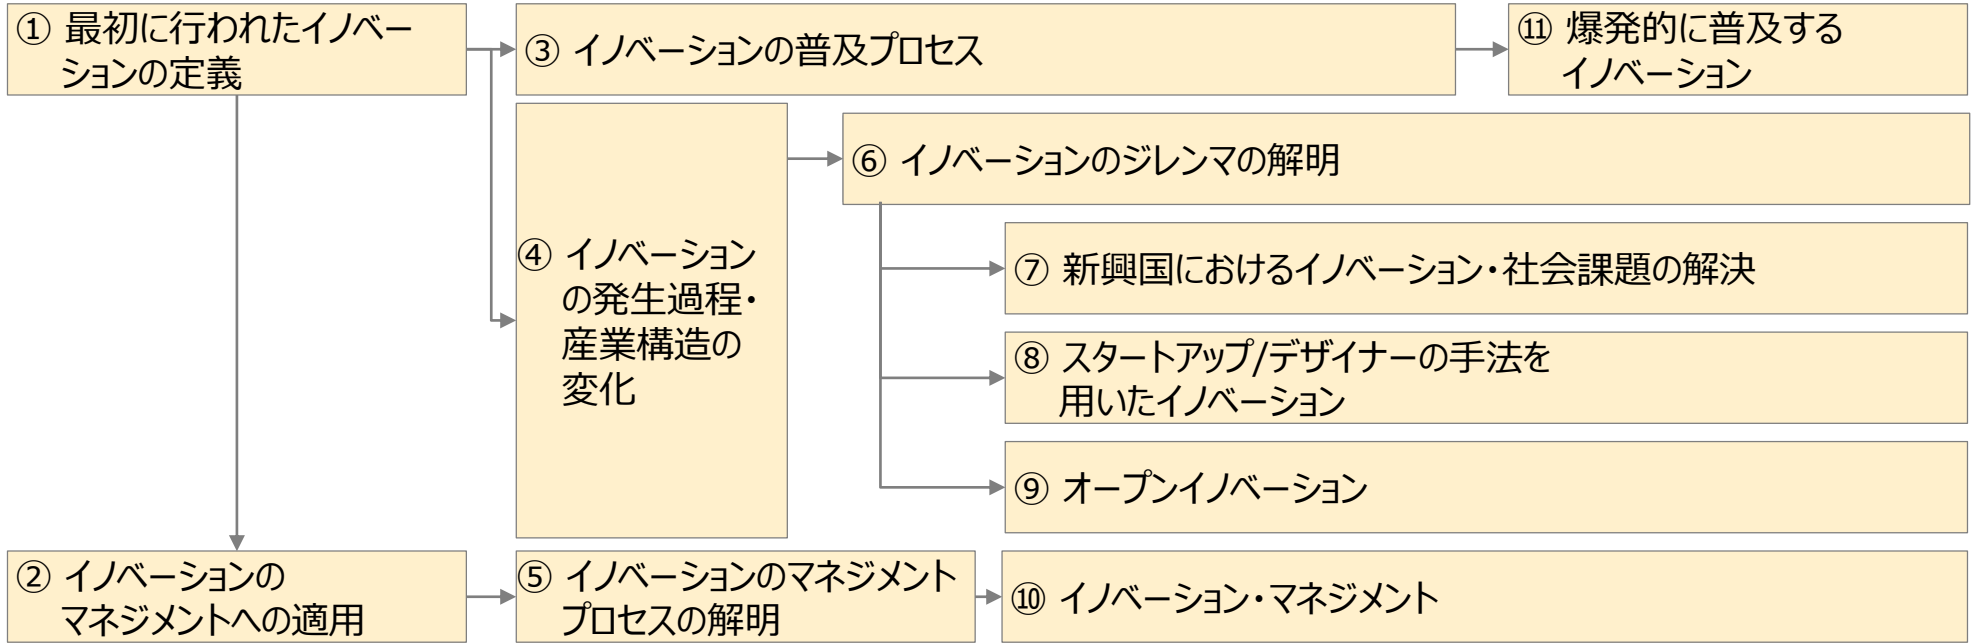 ① 最初に行われたイノベー
ションの定義
③ イノベーションの普及プロセス
⑪ 爆発的に普及する
イノベーション
④ イノベーション
の発生過程・
産業構造の
変化
⑥ イノベーションのジレンマの解明
⑦ 新興国におけるイノベーション・社会課題の解決
⑧ スタートアップ/デザイナーの手法を
用いたイノベーション
⑨ オープンイノベーション
② イノベーションの
マネジメントへの適用
⑤ イノベーションのマネジメント
プロセスの解明
⑩ イノベーション・マネジメント